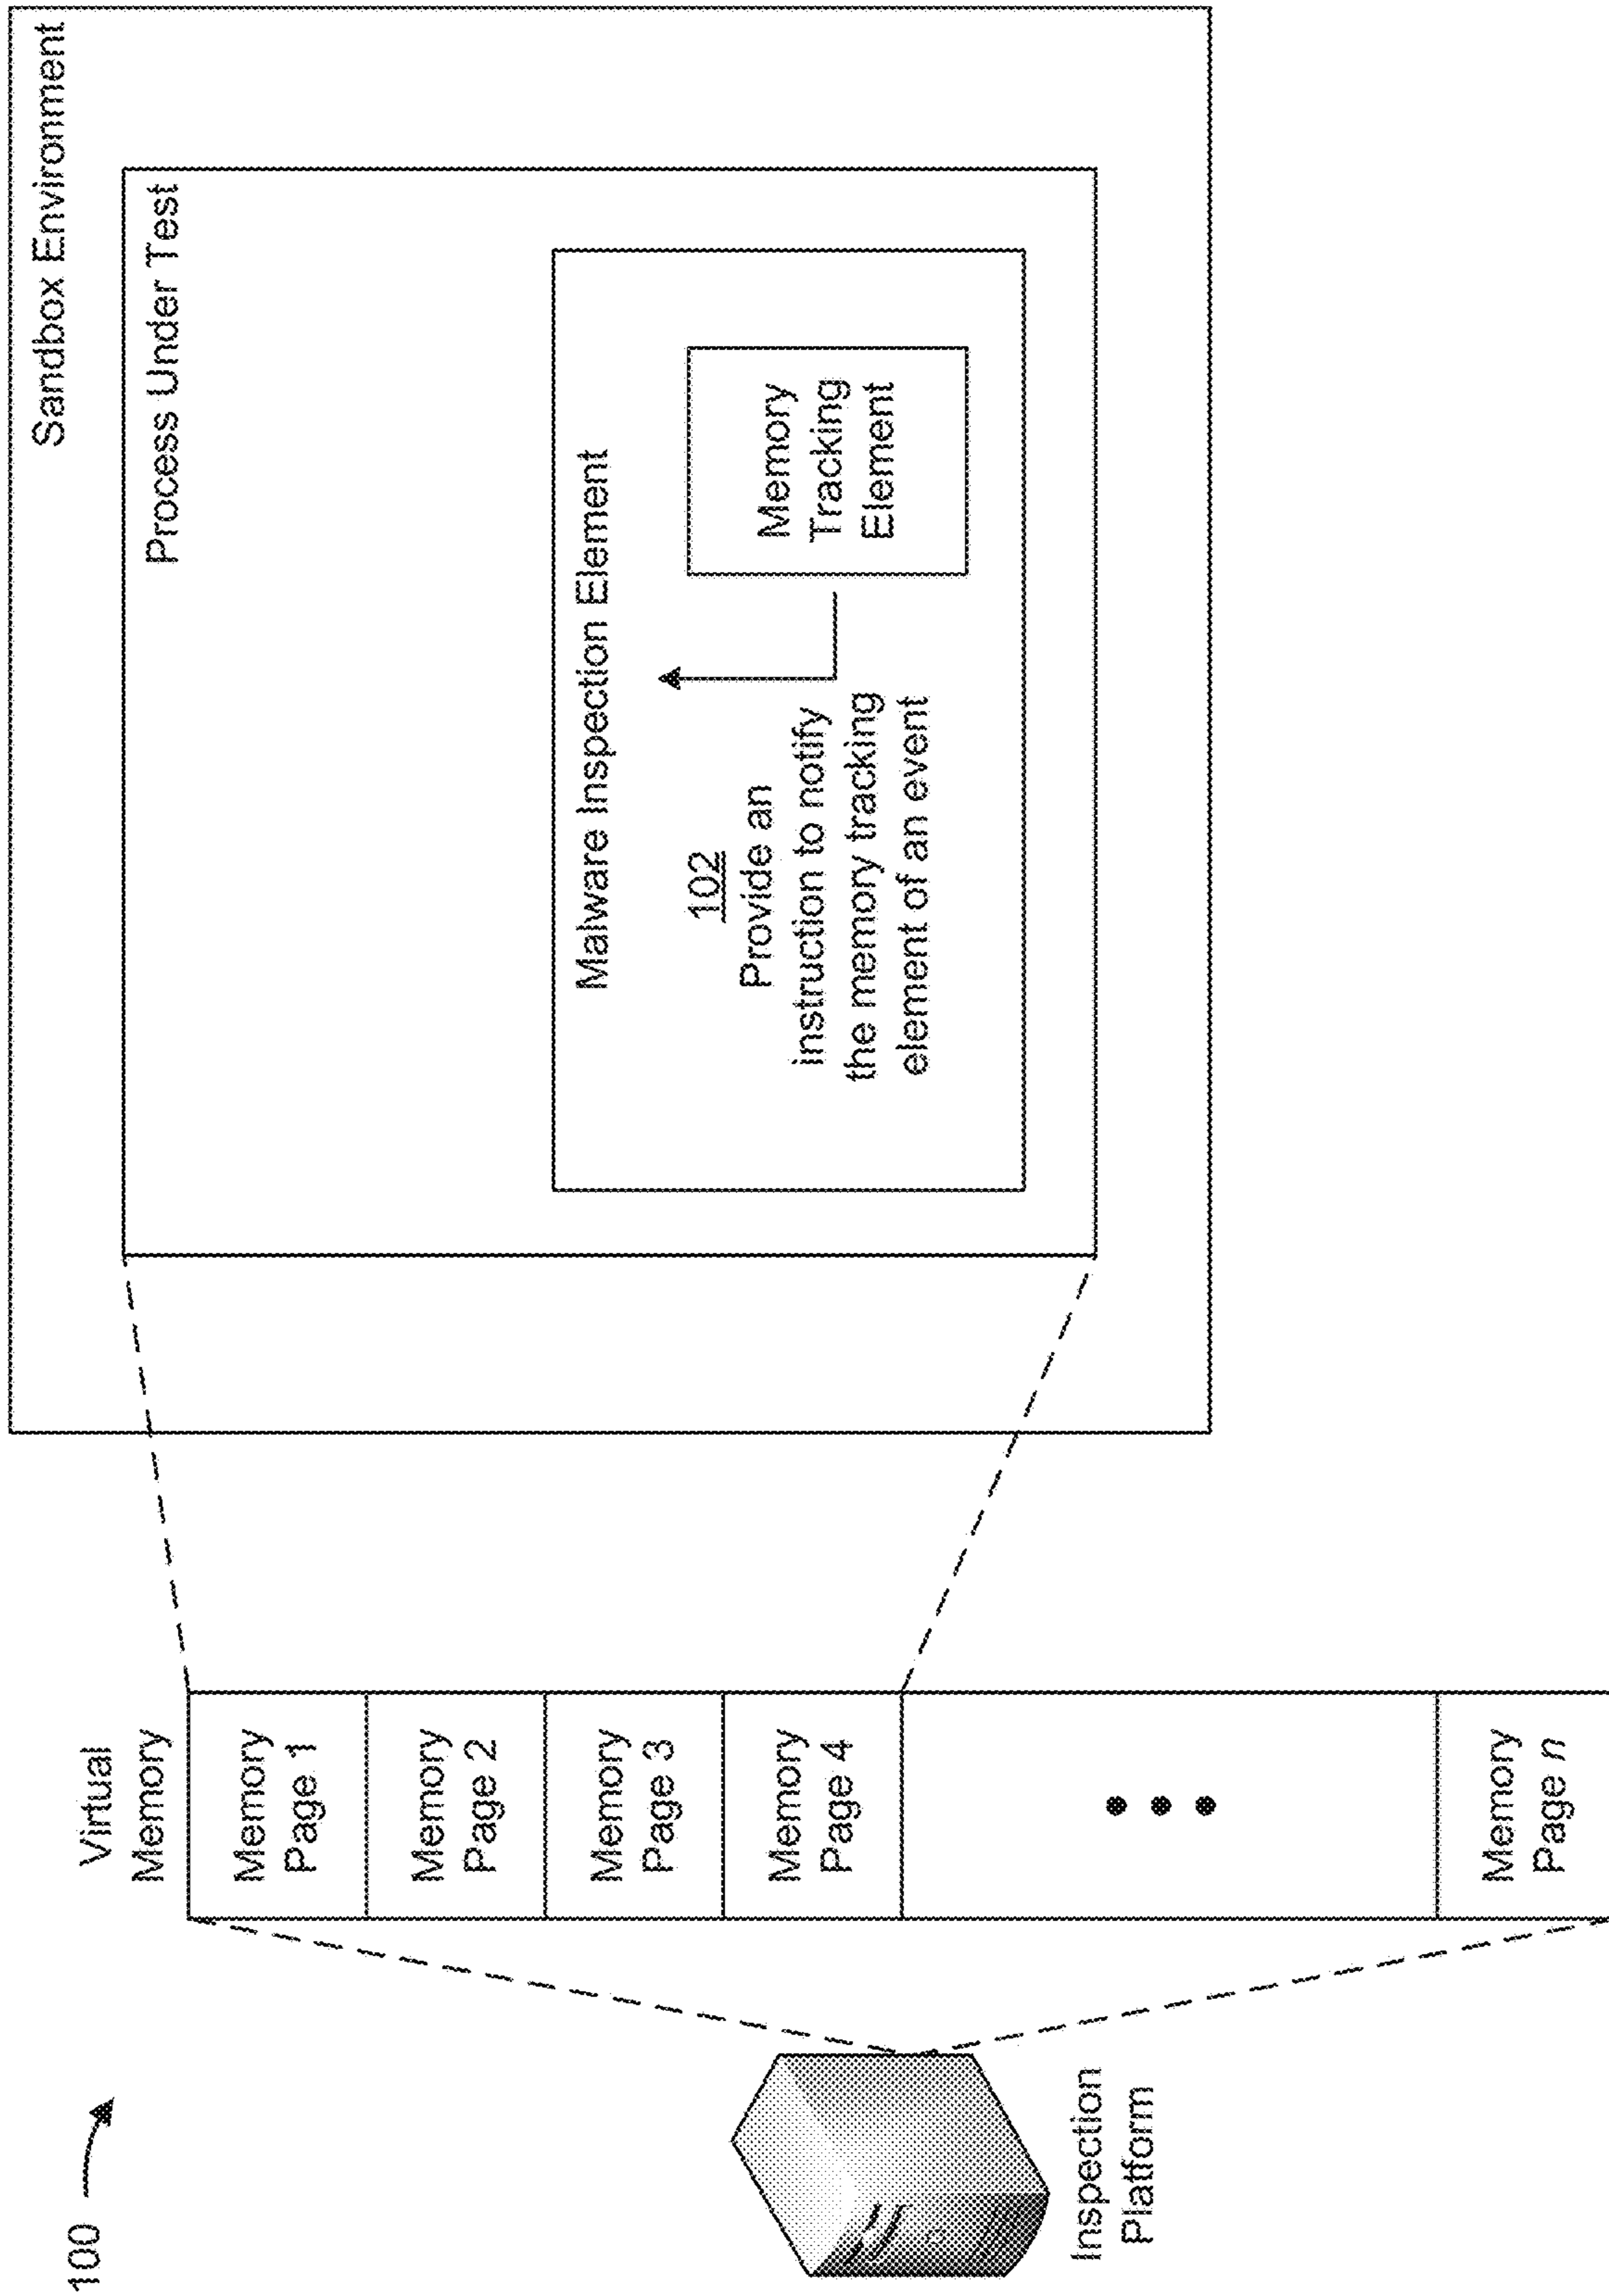 100
Inspection
Platform
Virtual
Memory
Memory
Page 1
Memory
Page 2
Memory
Page 3
Memory
Page 4
Memory
Page n
Sandbox Environment
Process Under Test
Malware Inspection Element
102
Provide an
instruction to notify
the memory tracking
element of an event
Memory
Tracking
Element